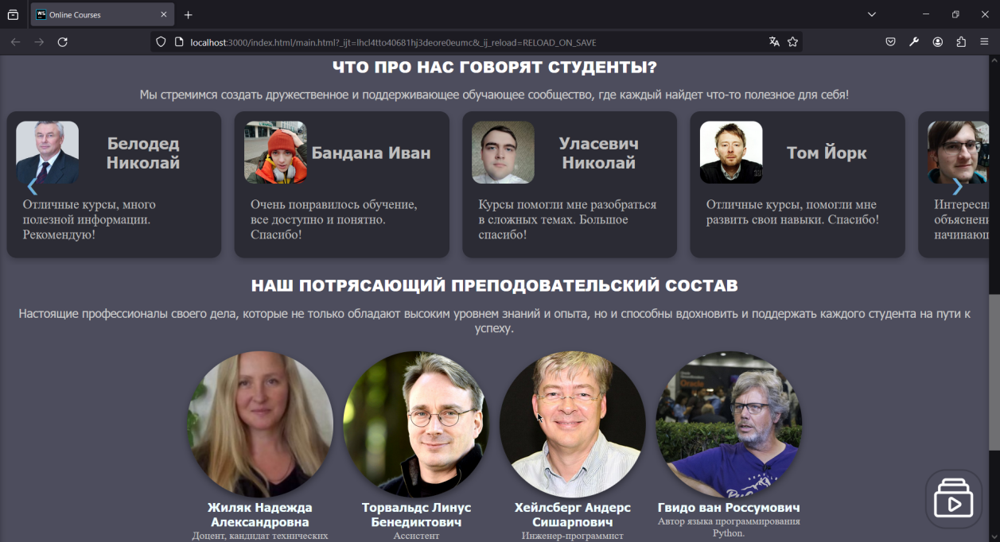 Online Courses
localhost:3000/index.html/main.html?_ijt=lhcl4tto40681hj3deore0eumc&_ij_reload=RELOAD_ON_SAVE
ЧТО ПРО НАС ГОВОРЯТ СТУДЕНТЫ?
Мы стремимся создать дружественное и поддерживающее обучающее сообщество, где каждый найдет что-то полезное для себя!
Белодед
Николай
Отличные курсы, много
полезной информации.
Рекомендую!
Бандана Иван
Очень понравилось обучение,
все доступно и понятно.
Спасибо!
Уласевич
Николай
Курсы помогли мне разобраться
в сложных темах. Большое
спасибо!
Том Йорк
Отличные курсы, помогли мне
развить свои навыки. Спасибо!
НАШ ПОТРЯСАЮЩИЙ ПРЕПОДОВАТЕЛЬСКИЙ СОСТАВ
Настоящие профессионалы своего дела, которые не только обладают высоким уровнем знаний и опыта, но и способны вдохновить и поддержать каждого студента на пути к
успеху.
Жиляк Надежда
Александровна
Доцент, кандидат технических
Торвальдс Линус
Бенедиктович
Ассистент
Хейлсберг Андерс
Сишарпович
Инженер-программист
Гвидо ван Россумович
Автор языка программирования
Python.